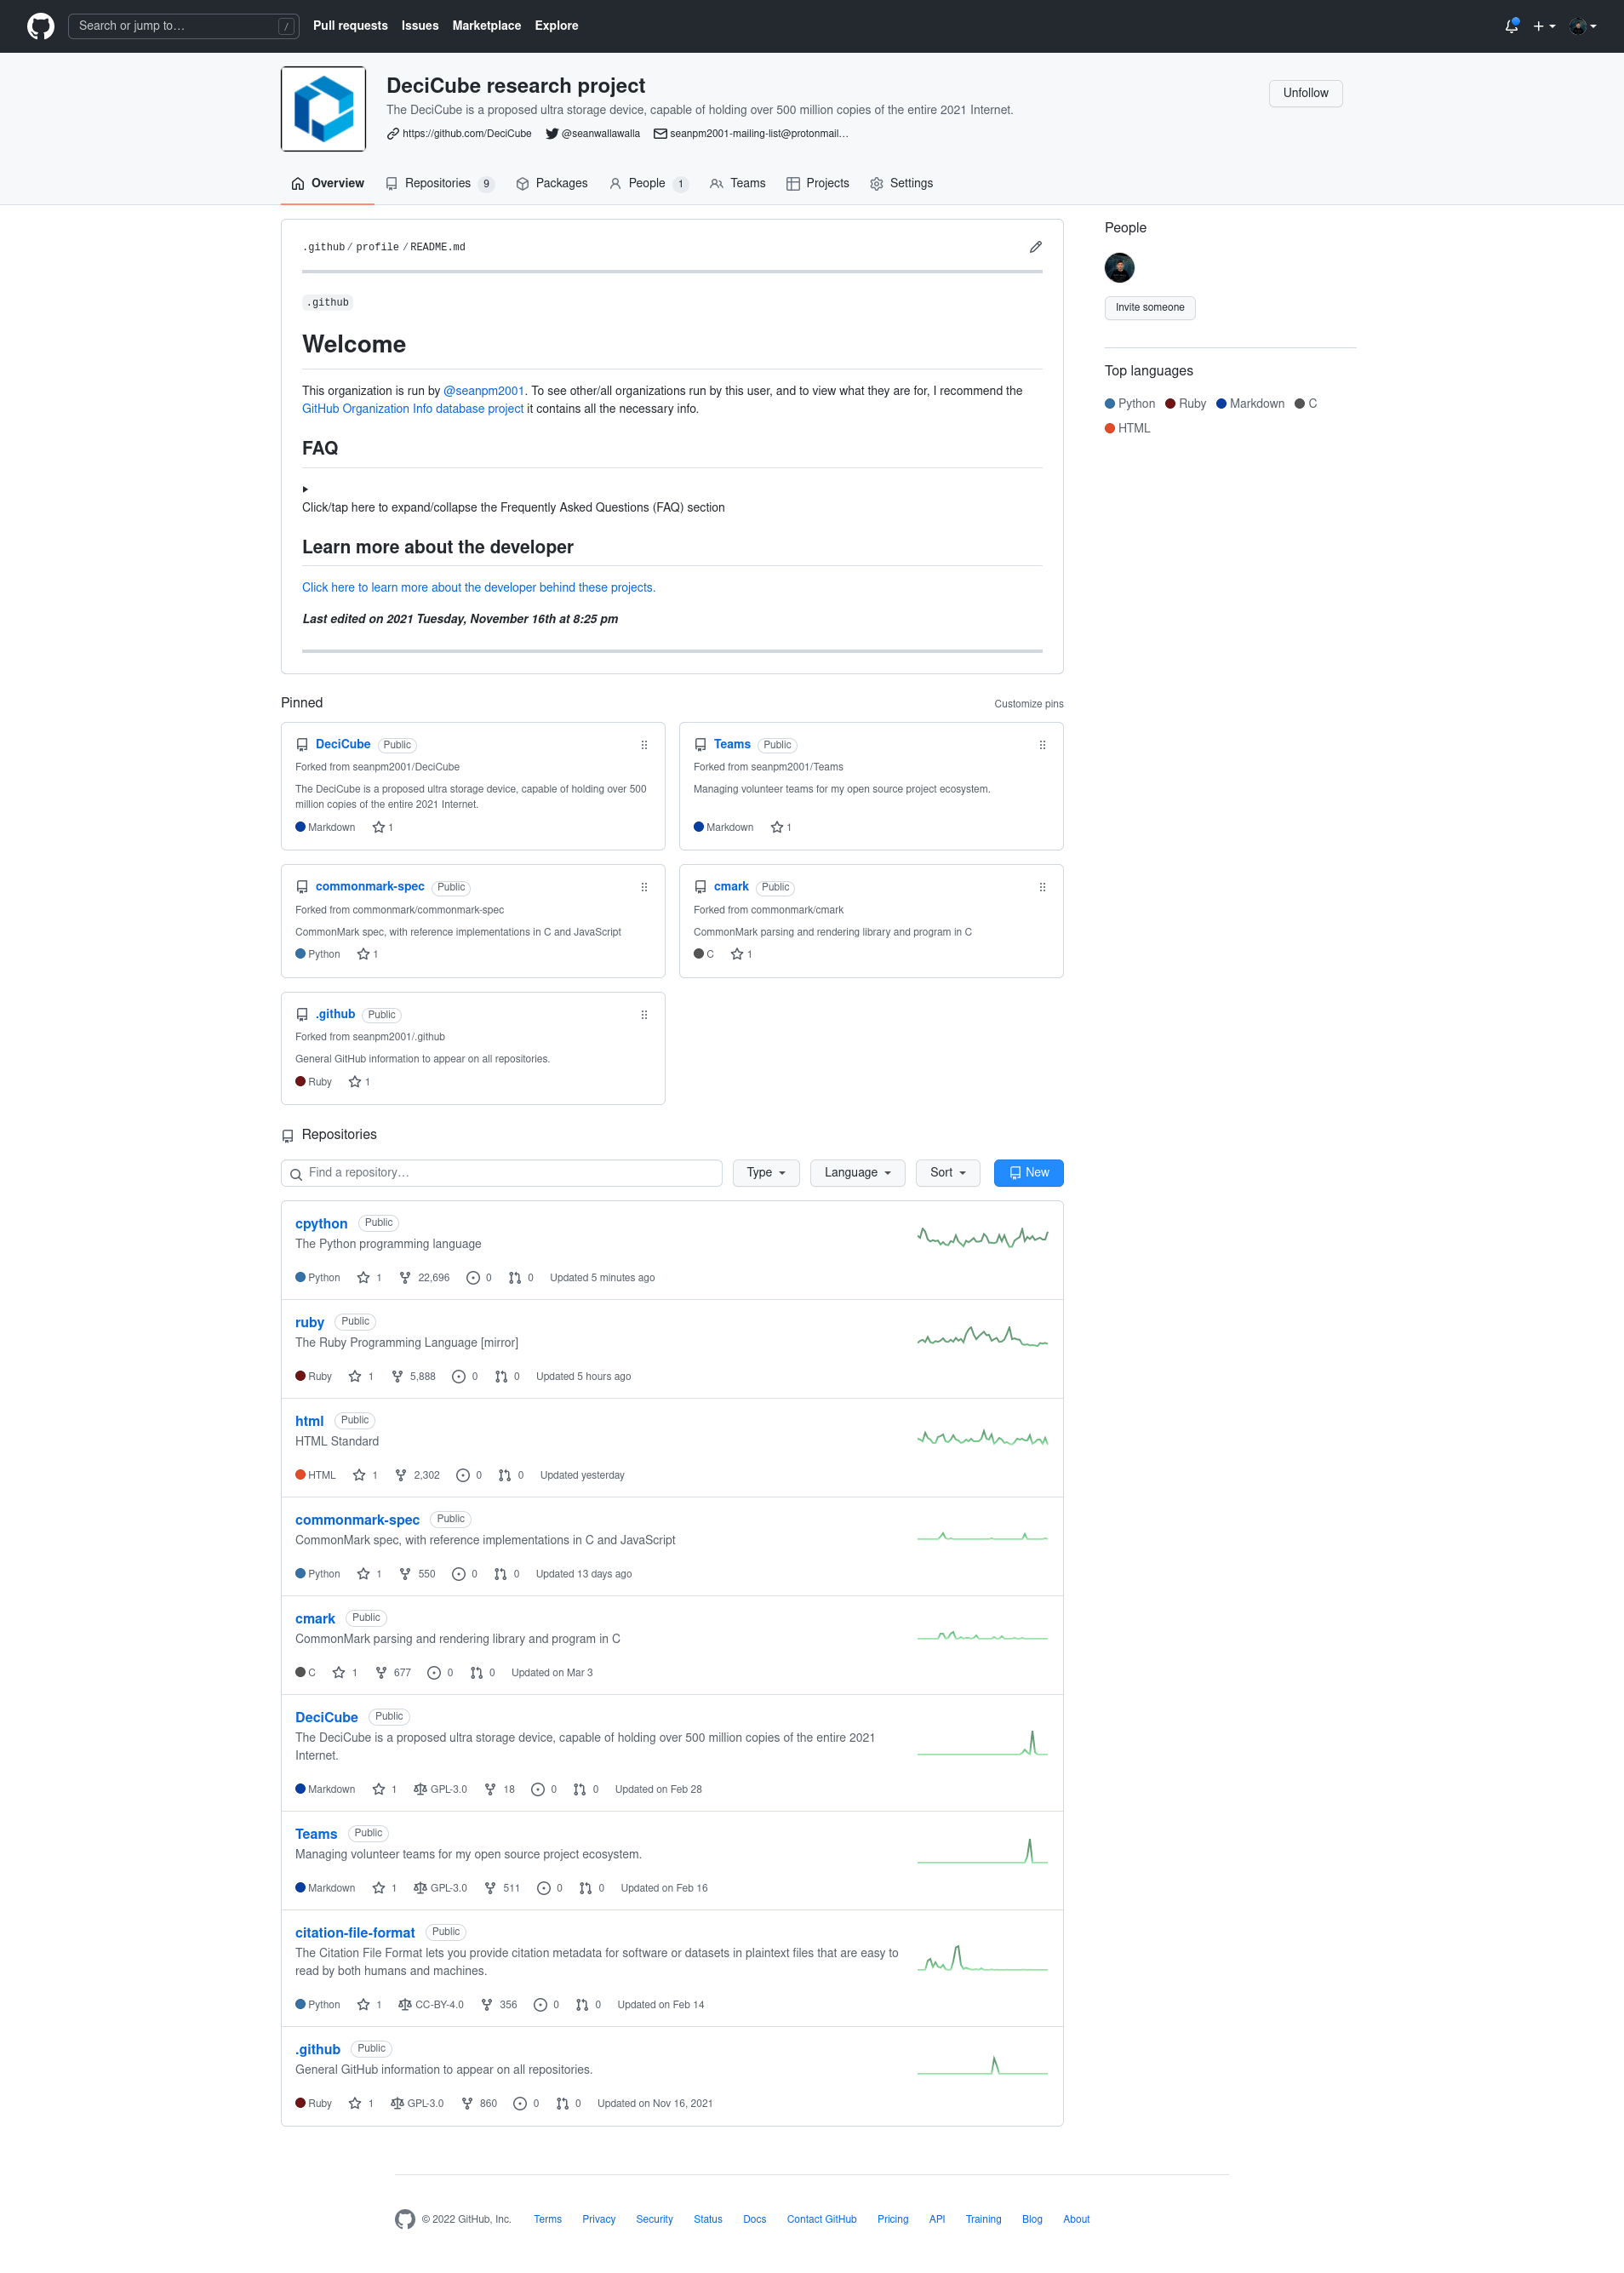 Search or jump to…
/
Pull requests Issues Marketplace Explore
DeciCube research project
The DeciCube is a proposed ultra storage device, capable of holding over 500 million copies of the entire 2021 Internet.
https://github.com/DeciCube @seanwallawalla seanpm2001-mailing-list@protonmail…
Unfollow
Overview Repositories 9 Packages People 1 Teams Projects Settings
.github / profile / README.md
.github
Welcome
This organization is run by @seanpm2001. To see other/all organizations run by this user, and to view what they are for, I recommend the
GitHub Organization Info database project it contains all the necessary info.
FAQ
Click/tap here to expand/collapse the Frequently Asked Questions (FAQ) section
Learn more about the developer
Click here to learn more about the developer behind these projects.
Last edited on 2021 Tuesday, November 16th at 8:25 pm
People
Invite someone
Top languages
Python Ruby Markdown C
HTML
Pinned
Customize pins
DeciCube Public
Forked from seanpm2001/DeciCube
The DeciCube is a proposed ultra storage device, capable of holding over 500
million copies of the entire 2021 Internet.
Markdown 1
Teams Public
Forked from seanpm2001/Teams
Managing volunteer teams for my open source project ecosystem.
Markdown 1
commonmark-spec Public
Forked from commonmark/commonmark-spec
CommonMark spec, with reference implementations in C and JavaScript
Python 1
cmark Public
Forked from commonmark/cmark
CommonMark parsing and rendering library and program in C
C 1
.github Public
Forked from seanpm2001/.github
General GitHub information to appear on all repositories.
Ruby 1
Repositories
Find a repository…
Type Language Sort New
cpython Public
The Python programming language
Python 1 22,696 0 0 Updated 5 minutes ago
ruby Public
The Ruby Programming Language [mirror]
Ruby 1 5,888 0 0 Updated 5 hours ago
html Public
HTML Standard
HTML 1 2,302 0 0 Updated yesterday
commonmark-spec Public
CommonMark spec, with reference implementations in C and JavaScript
Python 1 550 0 0 Updated 13 days ago
cmark Public
CommonMark parsing and rendering library and program in C
C 1 677 0 0 Updated on Mar 3
DeciCube Public
The DeciCube is a proposed ultra storage device, capable of holding over 500 million copies of the entire 2021
Internet.
Markdown 1 GPL-3.0 18 0 0 Updated on Feb 28
Teams Public
Managing volunteer teams for my open source project ecosystem.
Markdown 1 GPL-3.0 511 0 0 Updated on Feb 16
citation-file-format Public
The Citation File Format lets you provide citation metadata for software or datasets in plaintext files that are easy to
read by both humans and machines.
Python 1 CC-BY-4.0 356 0 0 Updated on Feb 14
.github Public
General GitHub information to appear on all repositories.
Ruby 1 GPL-3.0 860 0 0 Updated on Nov 16, 2021
© 2022 GitHub, Inc. Terms Privacy Security Status Docs Contact GitHub Pricing API Training Blog About